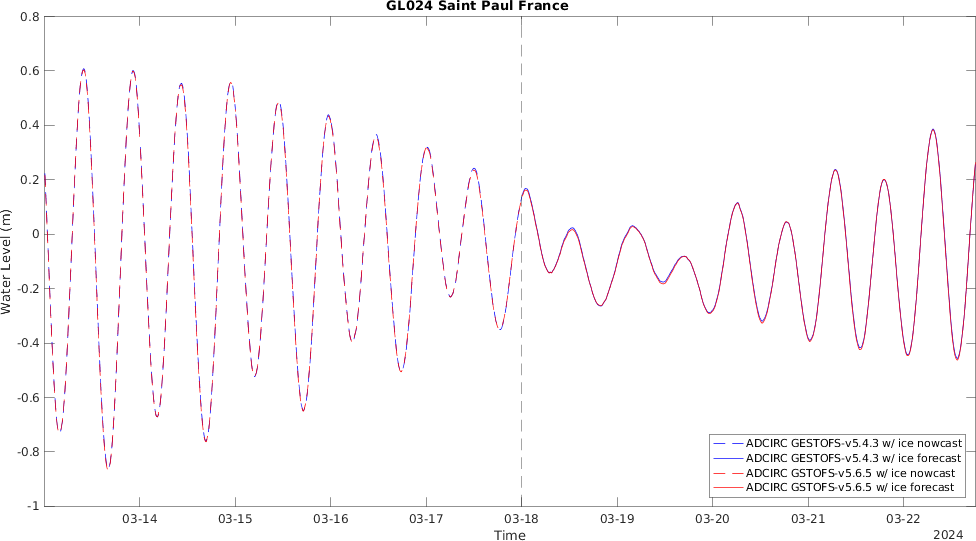 GL024 Saint Paul France
0.8
0.6
0.4
0.2
0
-0.2
-0.4
-0.6
-0.8
-1
Water Level (m)
ADCIRC GESTOFS-v5.4.3 w/ ice nowcast
ADCIRC GESTOFS-v5.4.3 w/ ice forecast
ADCIRC GSTOFS-v5.6.5 w/ ice nowcast
ADCIRC GSTOFS-v5.6.5 w/ ice forecast
03-14 03-15 03-16 03-17 03-18 03-19 03-20 03-21 03-22
Time
2024